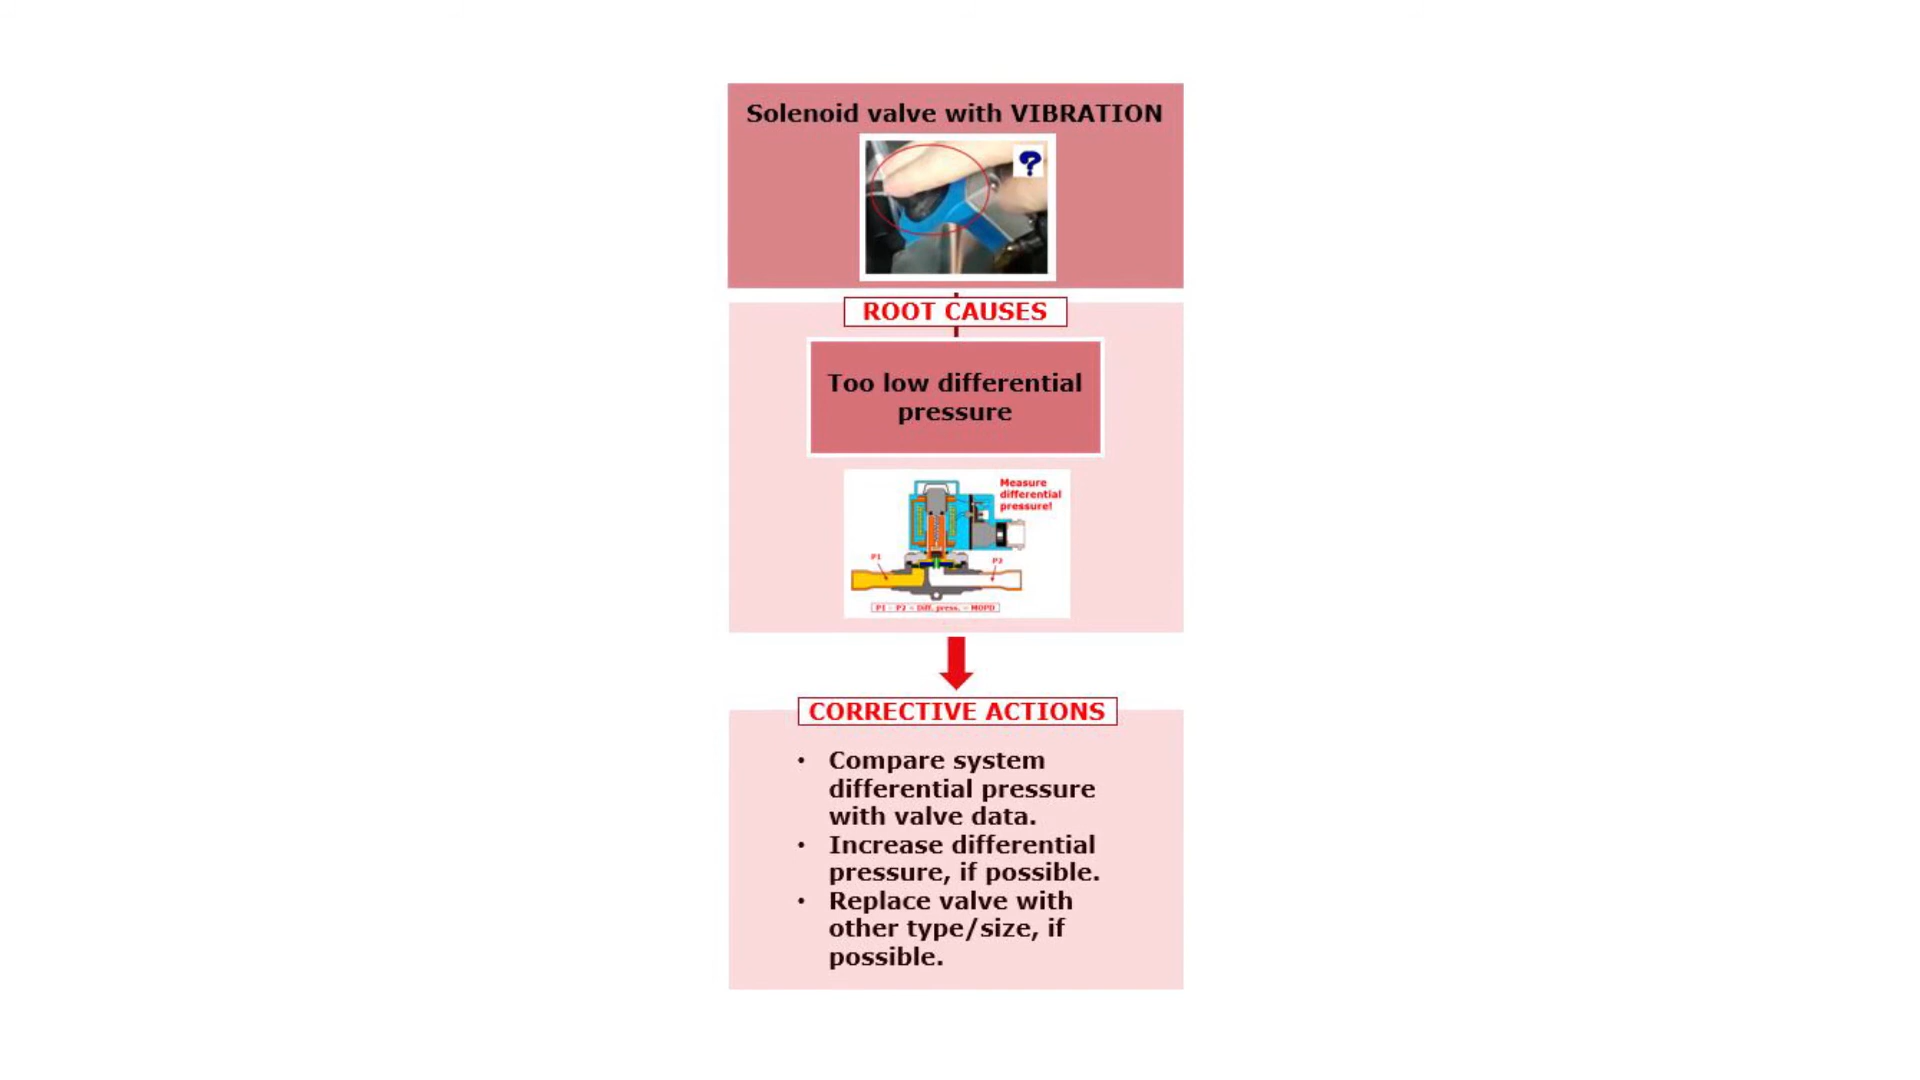 Solenoid valve with VIBRATION
?
ROOT CAUSES
Too low differential
pressure
Measure
differential
pressure!
P1
P2
P1 - P2 = Diff. press. = MOPD
CORRECTIVE ACTIONS
• Compare system
differential pressure
with valve data.
• Increase differential
pressure, if possible.
• Replace valve with
other type/size, if
possible.